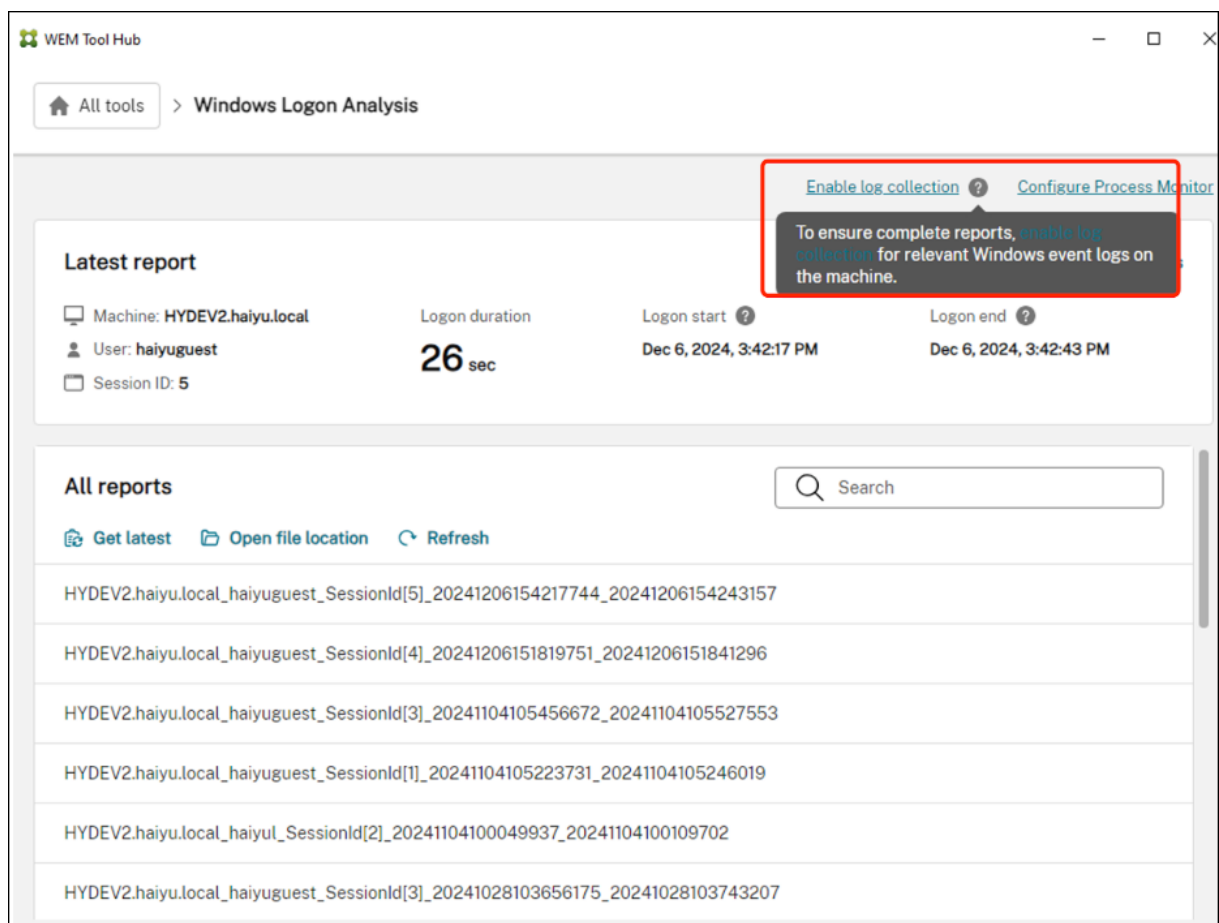 WEM Tool Hub
All tools > Windows Logon Analysis
Enable log collection ? Configure Process Monitor
To ensure complete reports, enable log
collection for relevant Windows event logs on
the machine.
Latest report
s
Machine: HYDEV2.haiyu.local
User: haiyuguest
Session ID: 5
Logon duration
26 sec
Logon start ?
Dec 6, 2024, 3:42:17 PM
Logon end ?
Dec 6, 2024, 3:42:43 PM
All reports
Search
Get latest Open file location Refresh
HYDEV2.haiyu.local_haiyuguest_SessionId[5]_20241206154217744_20241206154243157
HYDEV2.haiyu.local_haiyuguest_SessionId[4]_20241206151819751_20241206151841296
HYDEV2.haiyu.local_haiyuguest_SessionId[3]_20241104105456672_20241104105527553
HYDEV2.haiyu.local_haiyuguest_SessionId[1]_20241104105223731_20241104105246019
HYDEV2.haiyu.local_haiyul_SessionId[2]_20241104100049937_20241104100109702
HYDEV2.haiyu.local_haiyuguest_SessionId[3]_20241028103656175_20241028103743207